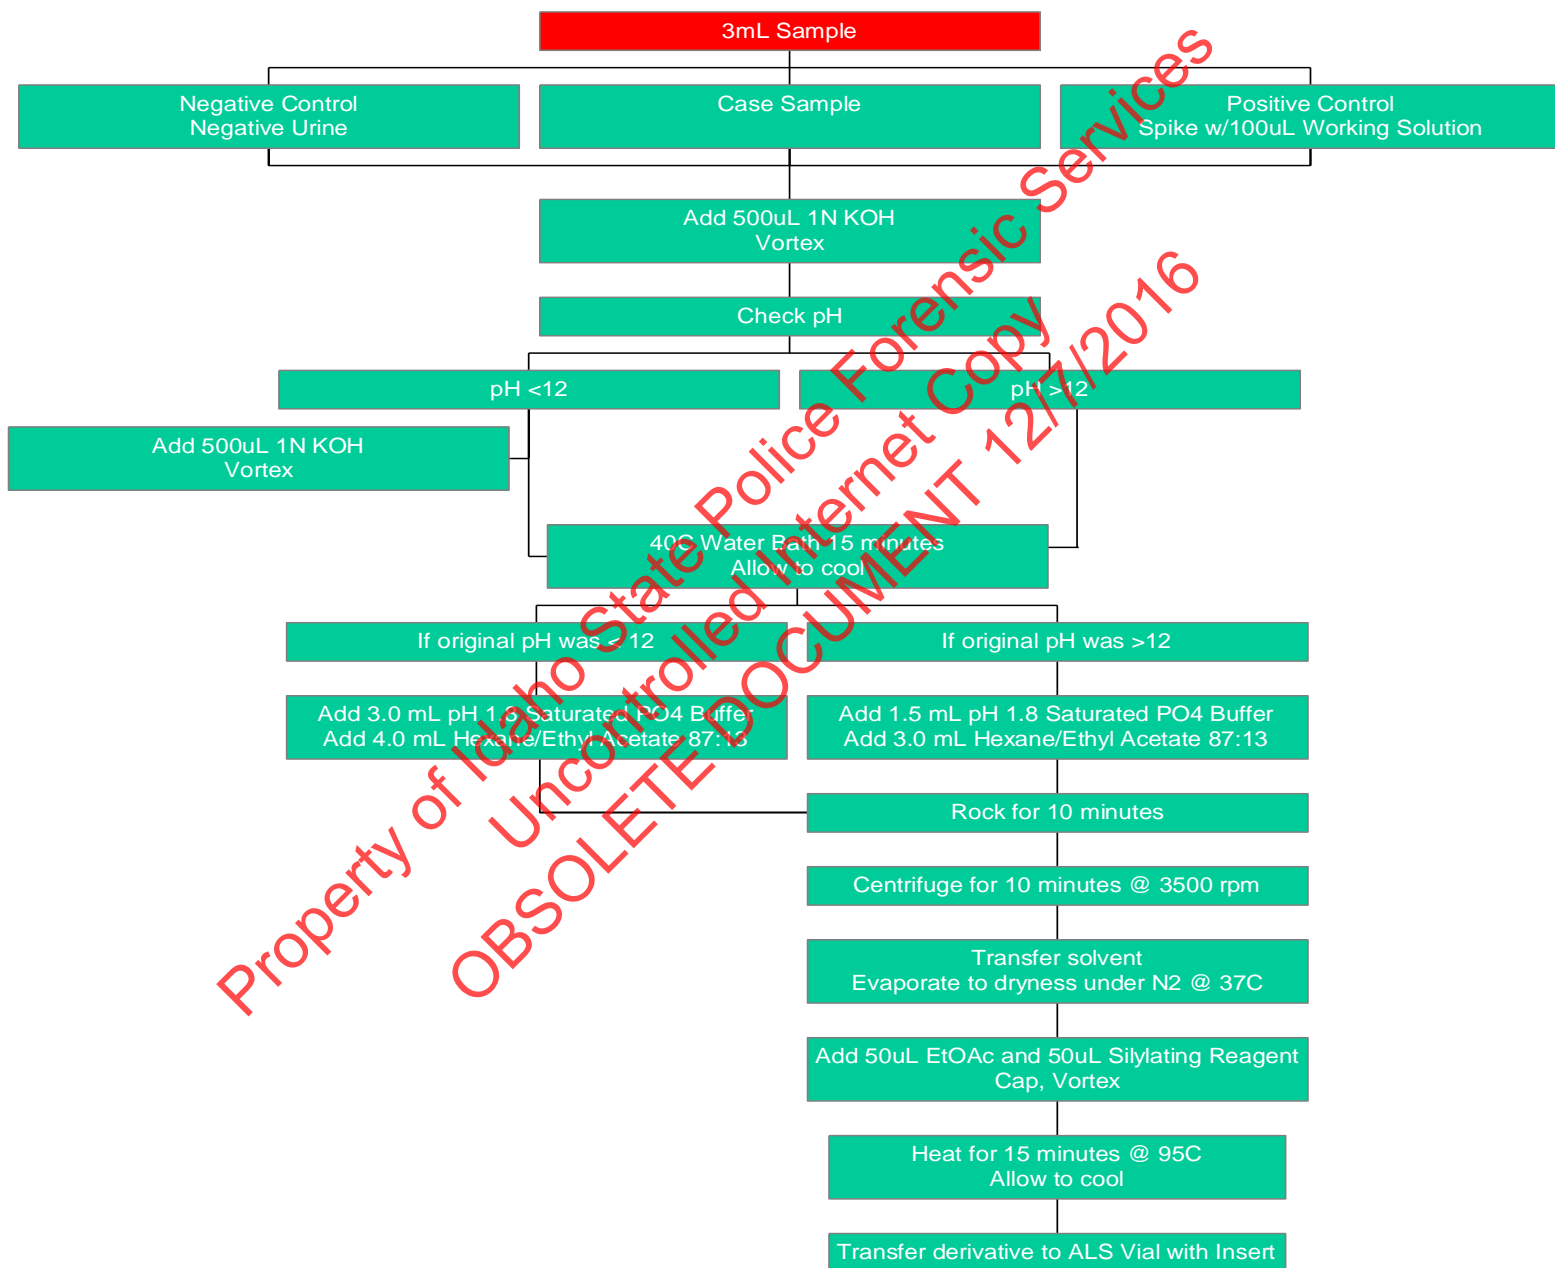 3mL Sample
Negative Control
Negative Urine
Case Sample
Positive Control
Spike w/100uL Working Solution
Add 500uL 1N KOH
Vortex
Check pH
pH <12
pH >12
Add 500uL 1N KOH
Vortex
40C Water Bath 15 minutes
Allow to cool
If original pH was < 12
If original pH was >12
Add 3.0 mL pH 1.8 Saturated PO4 Buffer
Add 4.0 mL Hexane/Ethyl Acetate 87:13
Add 1.5 mL pH 1.8 Saturated PO4 Buffer
Add 3.0 mL Hexane/Ethyl Acetate 87:13
Rock for 10 minutes
Centrifuge for 10 minutes @ 3500 rpm
Transfer solvent
Evaporate to dryness under N2 @ 37C
Add 50uL EtOAc and 50uL Silylating Reagent
Cap, Vortex
Heat for 15 minutes @ 95C
Allow to cool
Transfer derivative to ALS Vial with Insert
Property of Idaho State Police Forensic Services
Uncontrolled Internet Copy
OBSOLETE DOCUMENT 12/7/2016